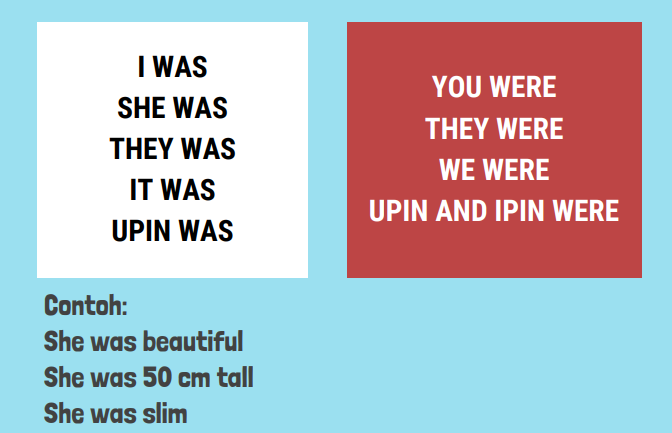 I WAS
SHE WAS
THEY WAS
IT WAS
UPIN WAS
YOU WERE
THEY WERE
WE WERE
UPIN AND IPIN WERE
Contoh:
She was beautiful
She was 50 cm tall
She was slim